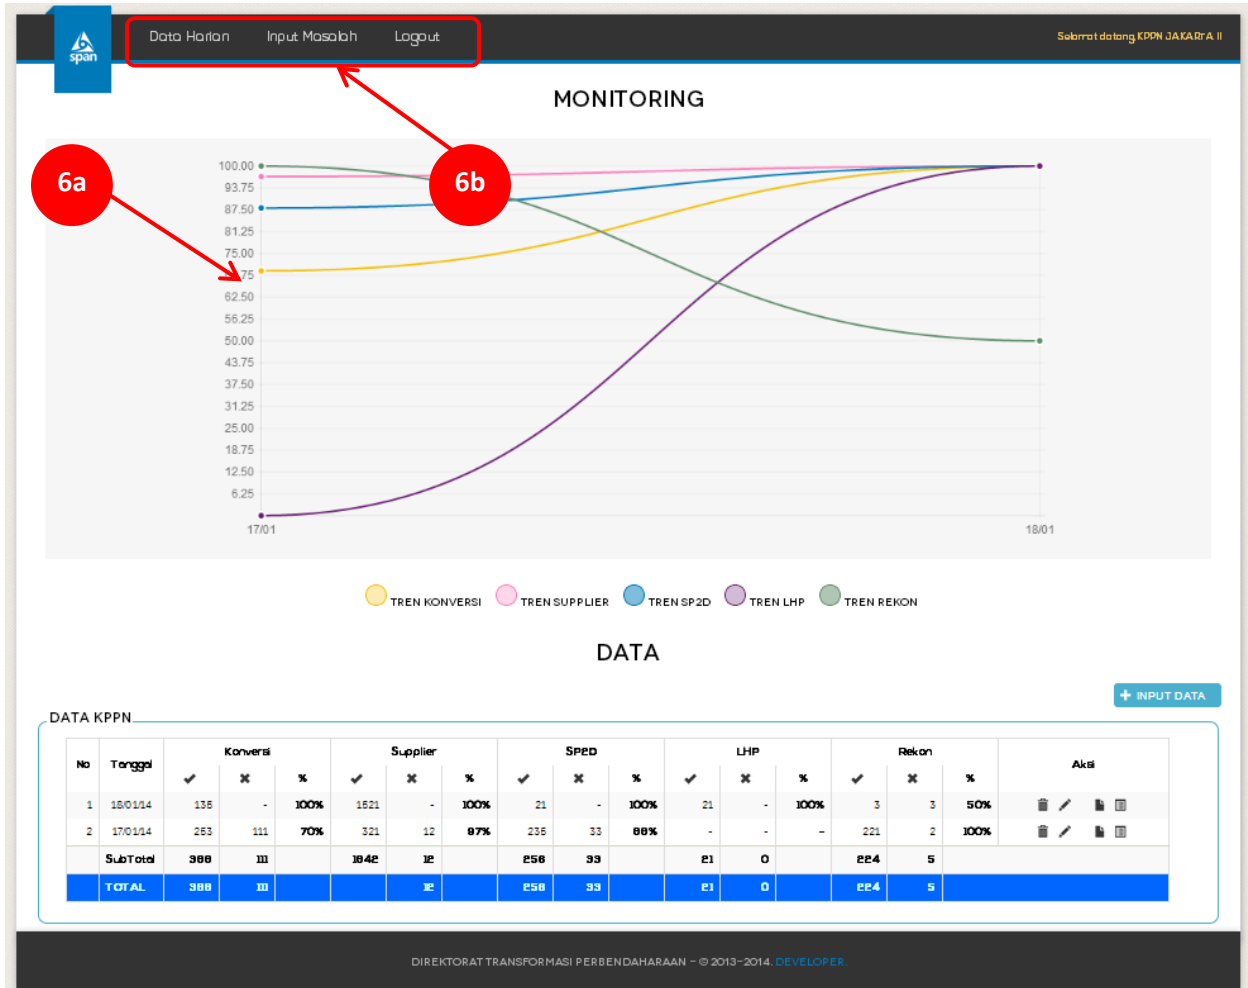 span
Data Harian Input Masalah Logout
Selamat datang, KPPN JAKARTA II
MONITORING
6a
6b
100.00
93.75
87.50
81.25
75.00
75
62.50
56.25
50.00
43.75
37.50
31.25
25.00
18.75
12.50
6.25
17/01 18/01
TREN KONVERSI TREN SUPPLIER TREN SP2D TREN LHP TREN REKON
DATA
+ INPUT DATA
DATA KPPN
No Tanggal Konversi Supplier SP2D LHP Rekon Aksi
✔ ✖ % ✔ ✖ % ✔ ✖ % ✔ ✖ % ✔ ✖ %
1 18/01/14 135 - 100% 1521 - 100% 21 - 100% 21 - 100% 3 3 50%
2 17/01/14 253 111 70% 321 12 97% 235 33 88% - - - 221 2 100%
SubTotal 388 111 1842 12 256 33 21 0 224 5
TOTAL 388 111 12 256 33 21 0 224 5
DIREKTORAT TRANSFORMASI PERBENDAHARAAN - © 2013-2014. DEVELOPER.